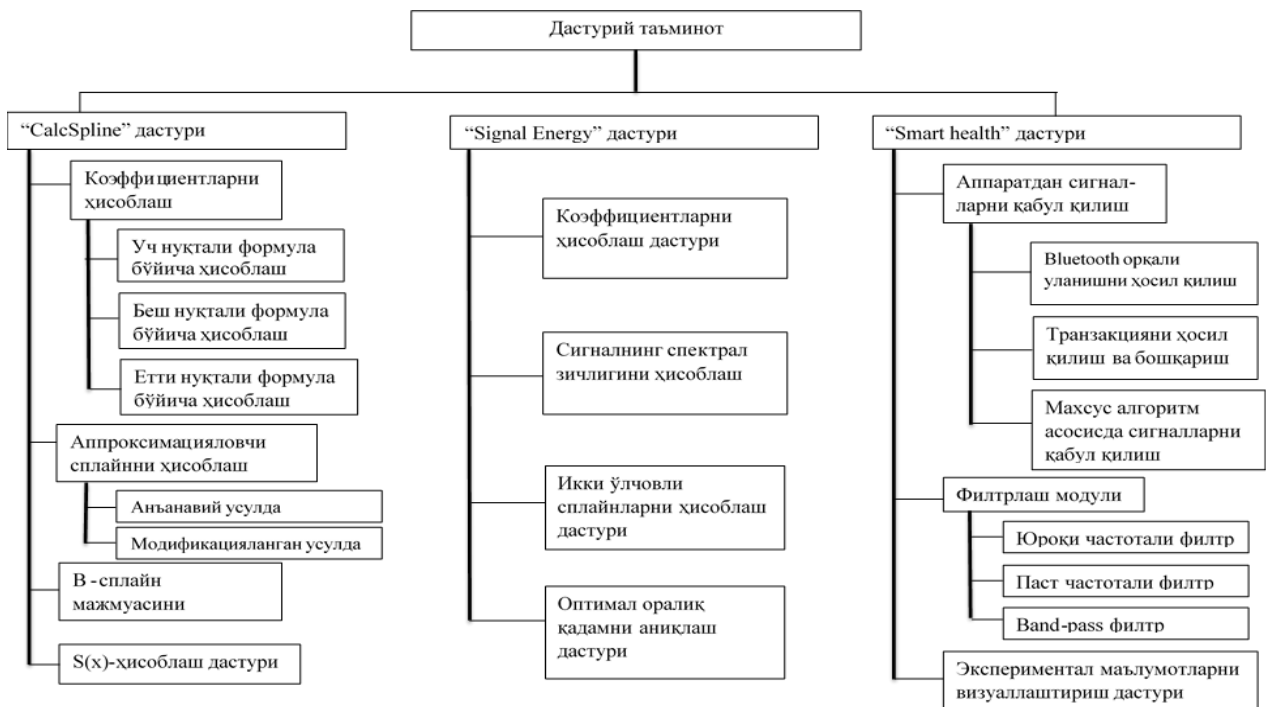 Дастурий таъминот
“CalcSpline” дастури
Коэффициентларни
ҳисоблаш
Уч нуқтали формула
бўйича ҳисоблаш
Беш нуқтали формула
бўйича ҳисоблаш
Етти нуқтали формула
бўйича ҳисоблаш
Аппроксимацияловчи
сплайнни ҳисоблаш
Анъанавий усулда
Модификацияланган усулда
B -сплайн
мажмуасини
S(x)-ҳисоблаш дастури
“Signal Energy” дастури
Коэффициентларни
ҳисоблаш дастури
Сигналнинг спектрал
зичлигини ҳисоблаш
Икки ўлчовли
сплайнларни ҳисоблаш
дастури
Оптимал оралиқ
қадамни аниқлаш
дастури
“Smart health” дастури
Аппаратдан сигнал-
ларни қабул қилиш
Bluetooth орқали
уланишни ҳосил қилиш
Транзакцияни ҳосил
қилиш ва бошқариш
Махсус алгоритм
асосисда сигналларни
қабул қилиш
Филтрлаш модули
Юроқи частотали филтр
Паст частотали филтр
Band-pass филтр
Экспериментал маълумотларни
визуаллаштириш дастури